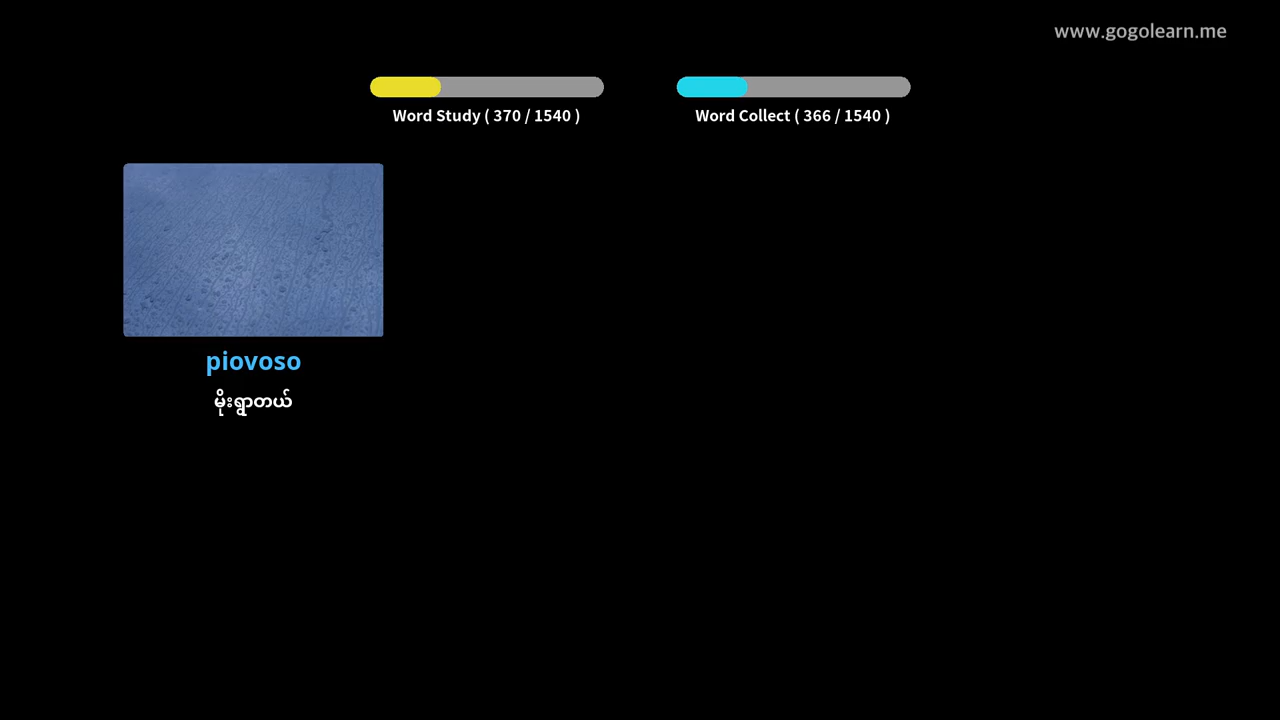 www.gogolearn.me
Word Study ( 370 / 1540 )
Word Collect ( 366 / 1540 )
piovoso
မိုးရွာတယ်